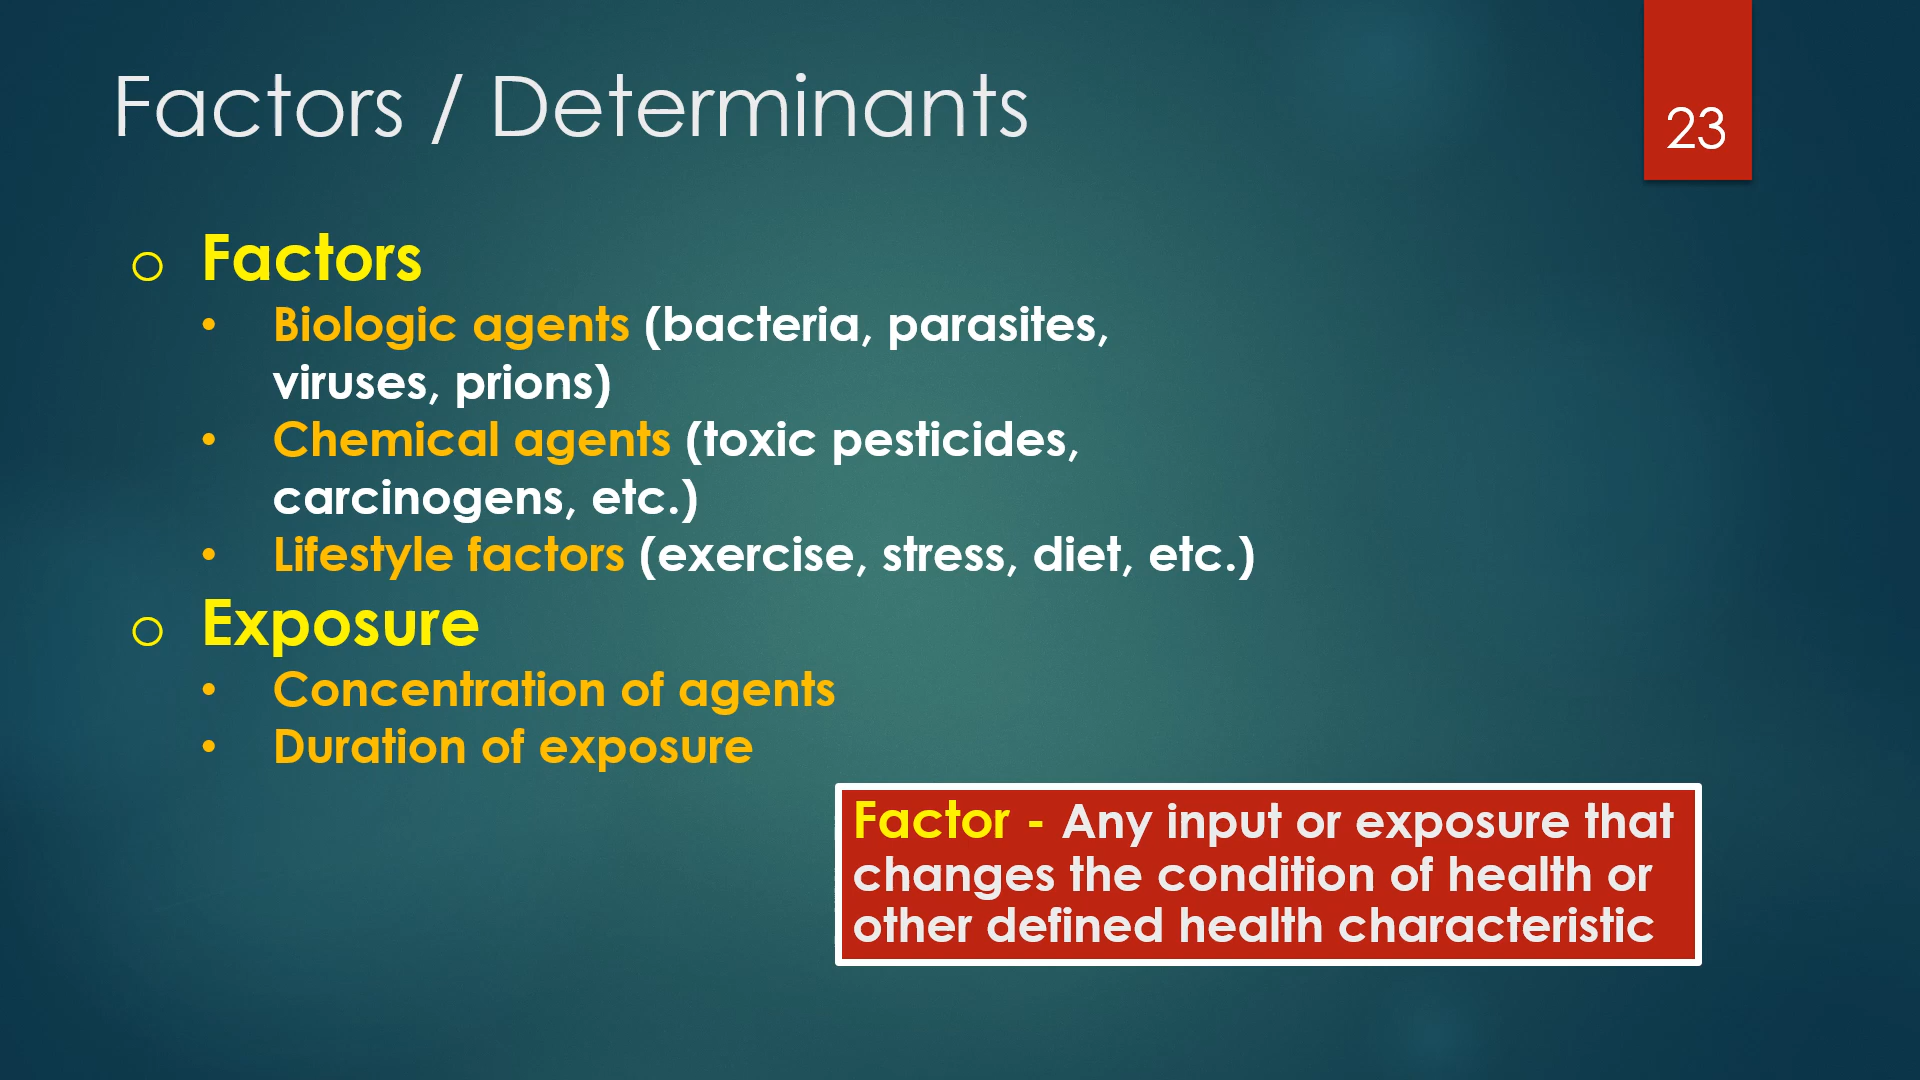 Factors / Determinants
23
o Factors
• Biologic agents (bacteria, parasites,
viruses, prions)
• Chemical agents (toxic pesticides,
carcinogens, etc.)
• Lifestyle factors (exercise, stress, diet, etc.)
o Exposure
• Concentration of agents
• Duration of exposure
Factor - Any input or exposure that
changes the condition of health or
other defined health characteristic